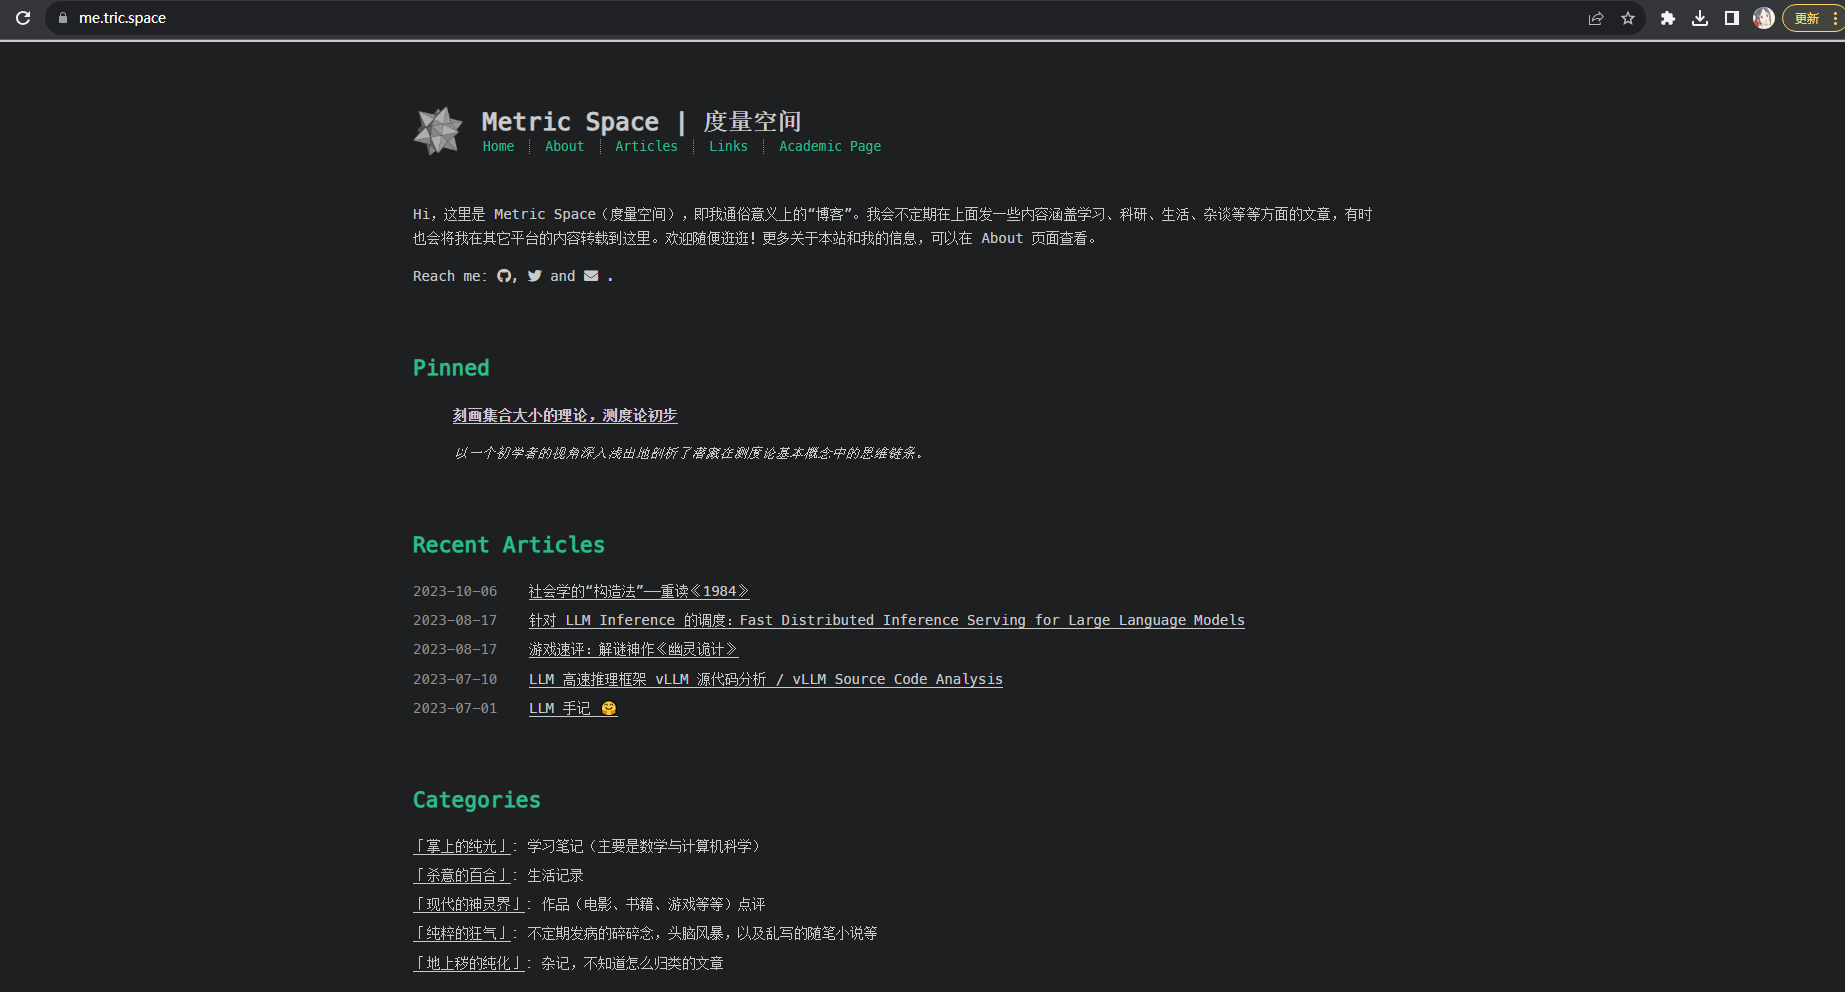 me.tric.space
更新
Metric Space | 度量空间
Home About Articles Links Academic Page
Hi，这里是 Metric Space（度量空间），即我通俗意义上的“博客”。我会不定期在上面发一些内容涵盖学习、科研、生活、杂谈等等方面的文章，有时
也会将我在其它平台的内容转载到这里。欢迎随便逛逛！更多关于本站和我的信息，可以在 About 页面查看。
Reach me: , and .
Pinned
刻画集合大小的理论，测度论初步
以一个初学者的视角深入浅出地剖析了潜藏在测度论基本概念中的思维链条。
Recent Articles
2023-10-06 社会学的“构造法”——重读《1984》
2023-08-17 针对 LLM Inference 的调度：Fast Distributed Inference Serving for Large Language Models
2023-08-17 游戏速评：解谜神作《幽灵诡计》
2023-07-10 LLM 高速推理框架 vLLM 源代码分析 / vLLM Source Code Analysis
2023-07-01 LLM 手记 🤗
Categories
「掌上的纯光」：学习笔记（主要是数学与计算机科学）
「杀意的百合」：生活记录
「现代的神灵界」：作品（电影、书籍、游戏等等）点评
「纯粹的狂气」：不定期发病的碎碎念，头脑风暴，以及乱写的随笔小说等
「地上秽的纯化」：杂记，不知道怎么归类的文章